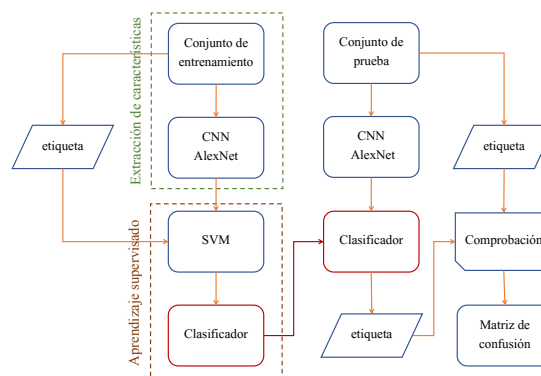 Extracción de características
Conjunto de
entrenamiento
etiqueta
CNN
AlexNet
Aprendizaje supervisado
SVM
Clasificador
Conjunto de
prueba
CNN
AlexNet
etiqueta
Clasificador
Comprobación
etiqueta
Matriz de
confusión